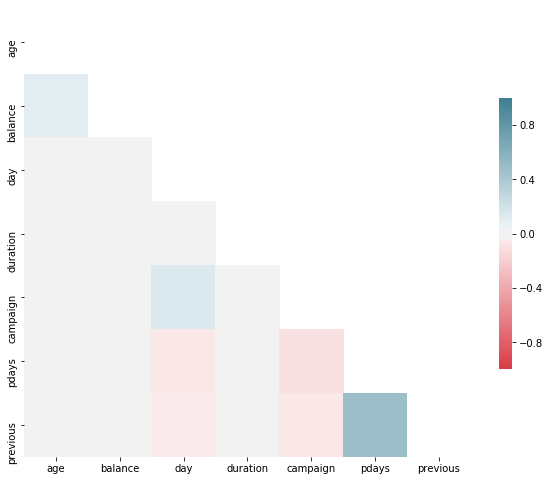 age
balance
day
duration
campaign
pdays
previous
age balance day duration campaign pdays previous
0.8
0.4
0.0
−0.4
−0.8